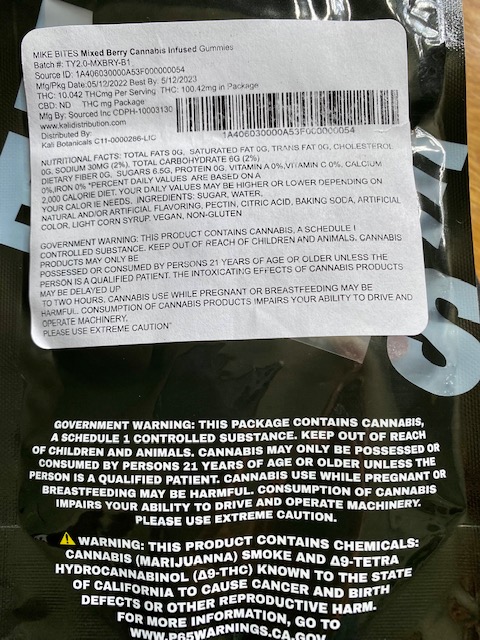 MIKE BITES Mixed Berry Cannabis Infused Gummies
Batch #: TY2.0-MXBRY-B1
Source ID: 1A406030000A53F000000054
Mfg/Pkg Date:05/12/2022 Best By: 5/12/2023
THC: 10.042 THCmg Per Serving THC: 100.42mg in Package
CBD: ND THC mg Package
Mfg By: Sourced Inc CDPH-10003130
www.kalidistribution.com
Distributed By:
Kali Botanicals C11-0000286-LIC
1A406030000A53F000000054
NUTRITIONAL FACTS: TOTAL FATS 0G, SATURATED FAT 0G, TRANS FAT 0G, CHOLESTEROL
0G, SODIUM 30MG (2%), TOTAL CARBOHYDRATE 6G (2%)
DIETARY FIBER 0G, SUGARS 6.5G, PROTEIN 0G, VITAMIN A 0%, VITAMIN C 0%, CALCIUM
0%,IRON 0% *PERCENT DAILY VALUES ARE BASED ON A
2,000 CALORIE DIET. YOUR DAILY VALUES MAY BE HIGHER OR LOWER DEPENDING ON
YOUR CALORIE NEEDS. INGREDIENTS: SUGAR, WATER,
NATURAL AND/OR ARTIFICIAL FLAVORING, PECTIN, CITRIC ACID, BAKING SODA, ARTIFICIAL
COLOR, LIGHT CORN SYRUP. VEGAN, NON-GLUTEN
GOVERNMENT WARNING: THIS PRODUCT CONTAINS CANNABIS, A SCHEDULE I
CONTROLLED SUBSTANCE. KEEP OUT OF REACH OF CHILDREN AND ANIMALS. CANNABIS
PRODUCTS MAY ONLY BE
POSSESSED OR CONSUMED BY PERSONS 21 YEARS OF AGE OR OLDER UNLESS THE
PERSON IS A QUALIFIED PATIENT. THE INTOXICATING EFFECTS OF CANNABIS PRODUCTS
MAY BE DELAYED UP
TO TWO HOURS. CANNABIS USE WHILE PREGNANT OR BREASTFEEDING MAY BE
HARMFUL. CONSUMPTION OF CANNABIS PRODUCTS IMPAIRS YOUR ABILITY TO DRIVE AND
OPERATE MACHINERY.
PLEASE USE EXTREME CAUTION"
GOVERNMENT WARNING: THIS PACKAGE CONTAINS CANNABIS,
A SCHEDULE 1 CONTROLLED SUBSTANCE. KEEP OUT OF REACH
OF CHILDREN AND ANIMALS. CANNABIS MAY ONLY BE POSSESSED OR
CONSUMED BY PERSONS 21 YEARS OF AGE OR OLDER UNLESS THE
PERSON IS A QUALIFIED PATIENT. CANNABIS USE WHILE PREGNANT OR
BREASTFEEDING MAY BE HARMFUL. CONSUMPTION OF CANNABIS
IMPAIRS YOUR ABILITY TO DRIVE AND OPERATE MACHINERY.
PLEASE USE EXTREME CAUTION.
WARNING: THIS PRODUCT CONTAINS CHEMICALS:
CANNABIS (MARIJUANNA) SMOKE AND Δ9-TETRA
HYDROCANNABINOL (Δ9-THC) KNOWN TO THE STATE
OF CALIFORNIA TO CAUSE CANCER AND BIRTH
DEFECTS OR OTHER REPRODUCTIVE HARM.
FOR MORE INFORMATION, GO TO
WWW.P65WARNINGS.CA.GOV